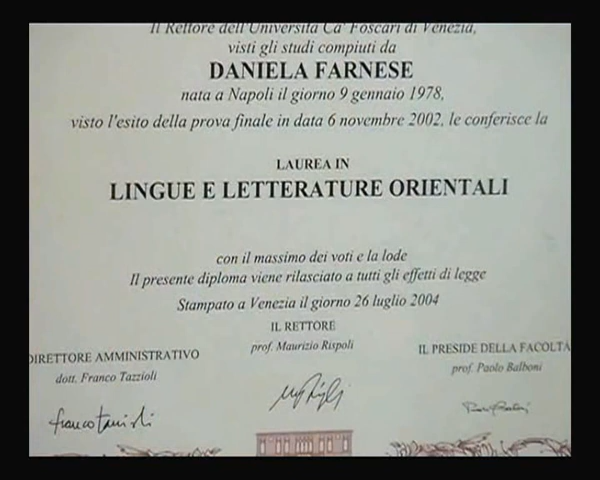 Il Rettore dell'Università Ca' Foscari di Venezia,
visti gli studi compiuti da
DANIELA FARNESE
nata a Napoli il giorno 9 gennaio 1978,
visto l'esito della prova finale in data 6 novembre 2002, le conferisce la
LAUREA IN
LINGUE E LETTERATURE ORIENTALI
con il massimo dei voti e la lode
Il presente diploma viene rilasciato a tutti gli effetti di legge
Stampato a Venezia il giorno 26 luglio 2004
IL RETTORE
prof. Maurizio Rispoli
DIRETTORE AMMINISTRATIVO
dott. Franco Tazzioli
IL PRESIDE DELLA FACOLTA
prof. Paolo Balboni